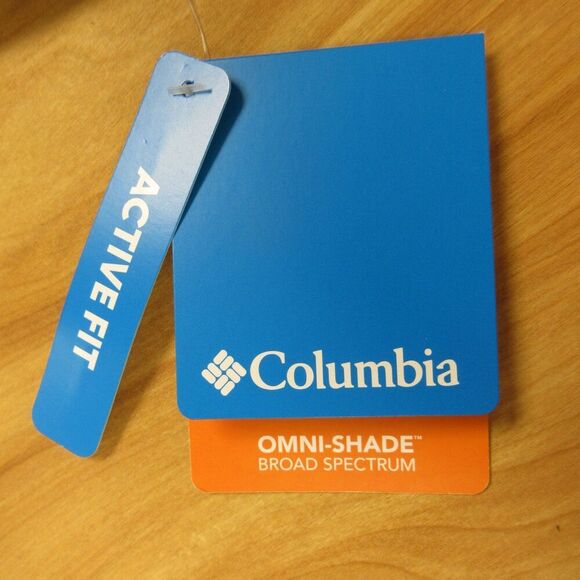 ACTIVE FIT
Columbia
OMNI-SHADE™
BROAD SPECTRUM